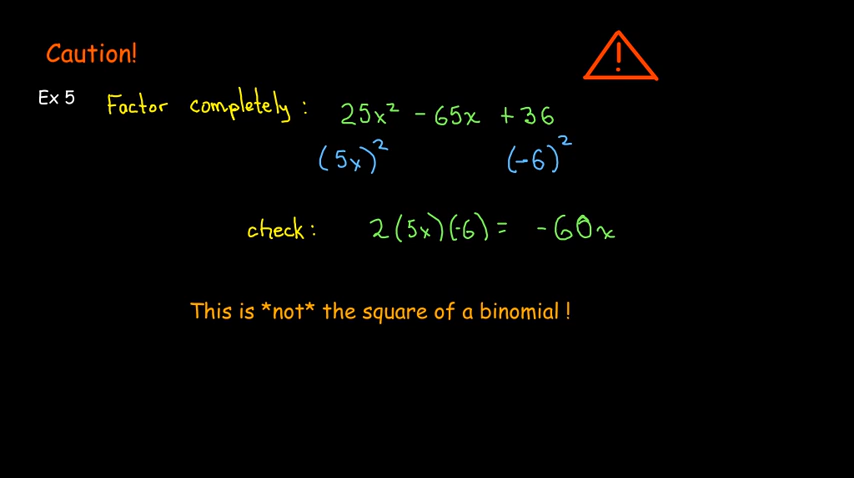 Caution!
!
Ex 5 Factor completely: 25x² - 65x + 36
(5x)² (-6)²
check: 2(5x)(-6) = -60x
This is *not* the square of a binomial !